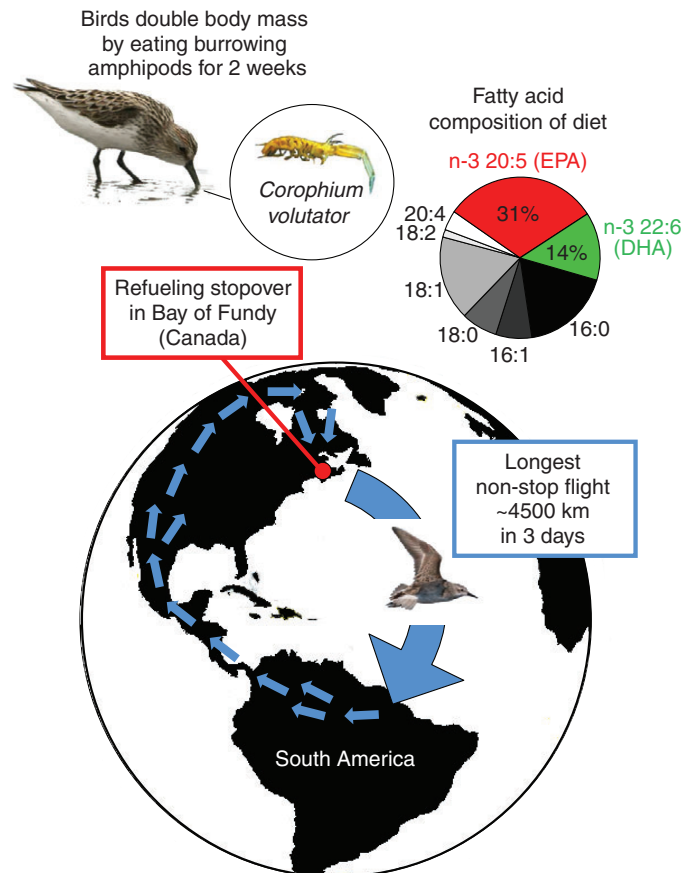 Birds double body mass
by eating burrowing
amphipods for 2 weeks
Corophium
volutator
Fatty acid
composition of diet
n-3 20:5 (EPA)
31%
n-3 22:6
(DHA)
14%
20:4
18:2
18:1
18:0
16:1
16:0
Refueling stopover
in Bay of Fundy
(Canada)
Longest
non-stop flight
~4500 km
in 3 days
South America